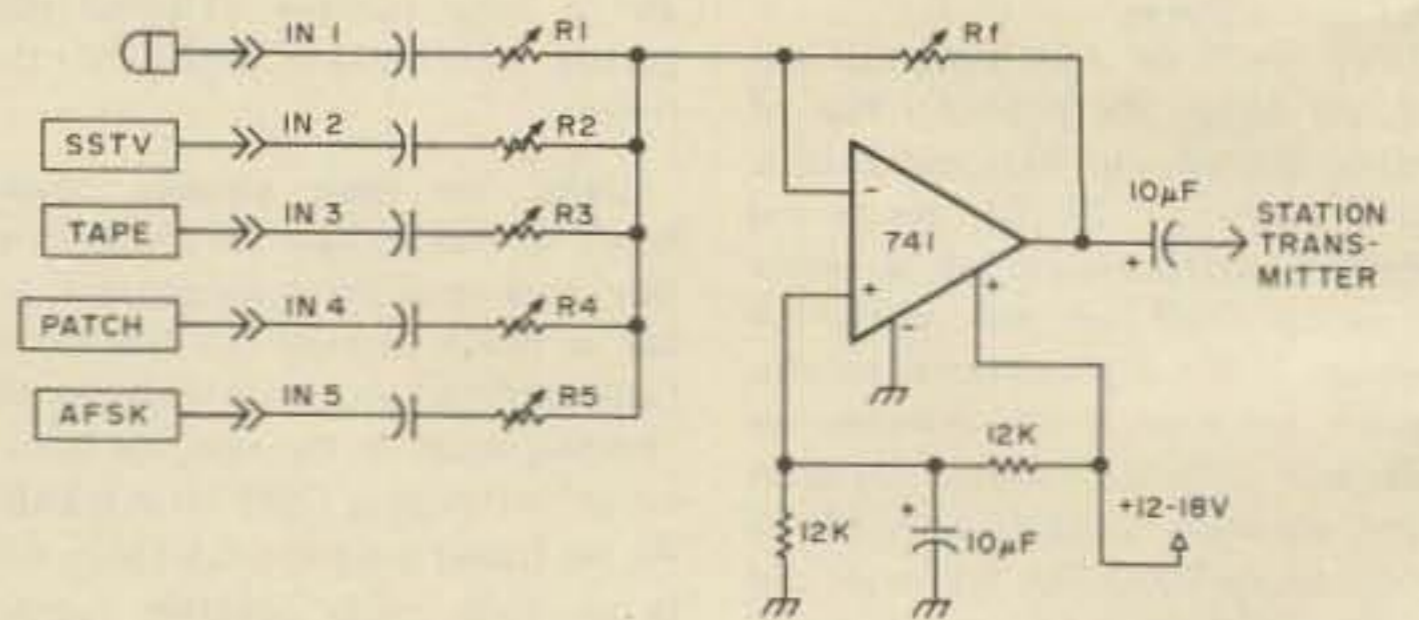 IN 1
R1
Rf
SSTV
IN 2
R2
TAPE
IN 3
R3
PATCH
IN 4
R4
AFSK
IN 5
R5
-
741
+
-
+
10µF
+
STATION
TRANS-
MITTER
12K
12K
+
10µF
+12-18V